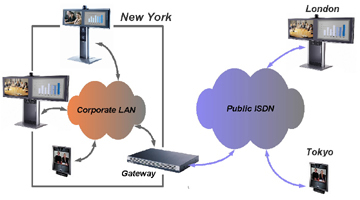 New York
London
Corporate LAN
Public ISDN
Gateway
Tokyo